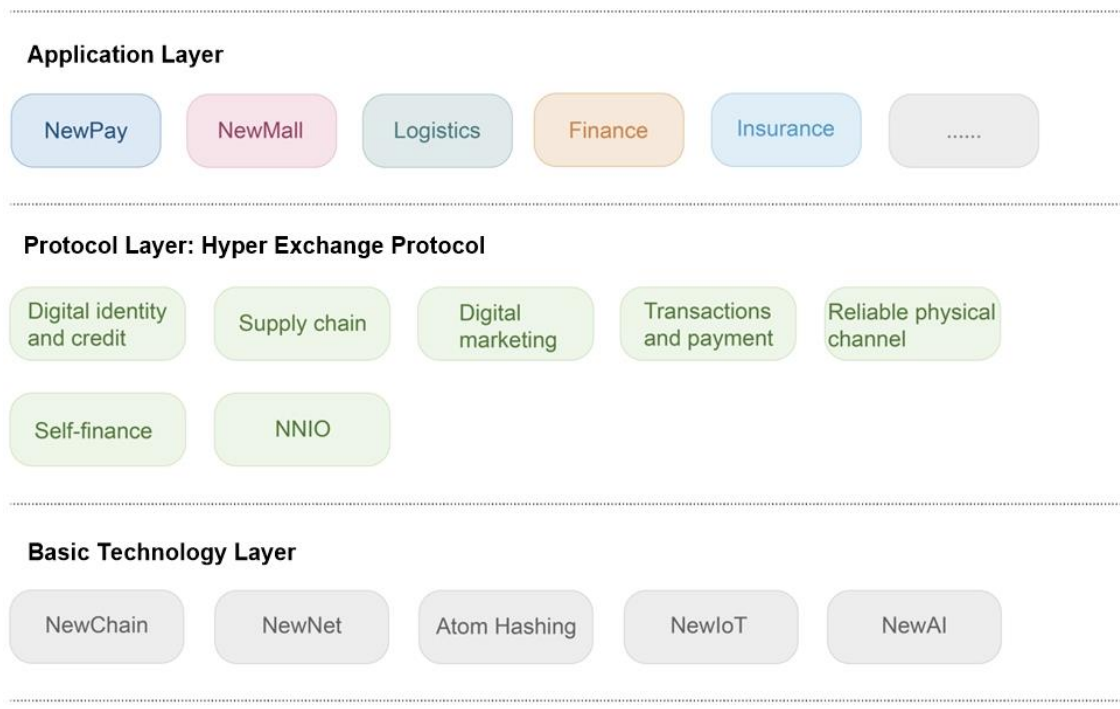 Application Layer
NewPay
NewMall
Logistics
Finance
Insurance
......
Protocol Layer: Hyper Exchange Protocol
Digital identity
and credit
Supply chain
Digital
marketing
Transactions
and payment
Reliable physical
channel
Self-finance
NNIO
Basic Technology Layer
NewChain
NewNet
Atom Hashing
NewIoT
NewAI